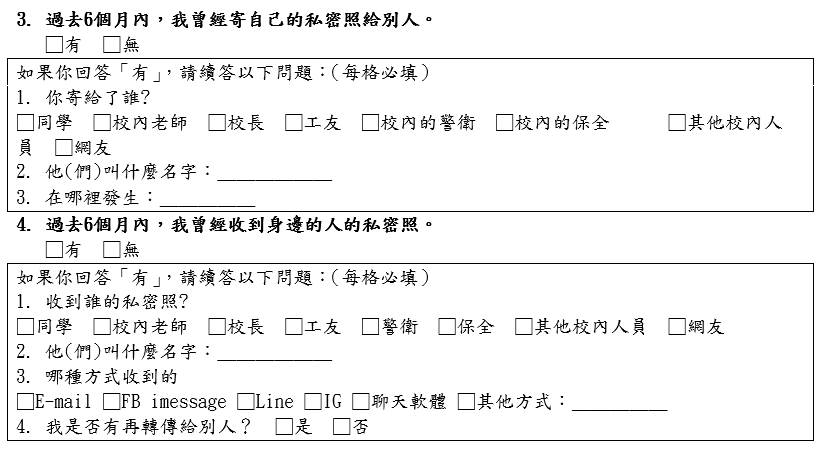 3. 過去6個月內，我曾經寄自己的私密照給別人。
□有 □無
如果你回答「有」，請續答以下問題：(每格必填)
1. 你寄給了誰?
□同學 □校內老師 □校長 □工友 □校內的警衛 □校內的保全 □其他校內人
員 □網友
2. 他(們)叫什麼名字：____________
3. 在哪裡發生：__________
4. 過去6個月內，我曾經收到身邊的人的私密照。
□有 □無
如果你回答「有」，請續答以下問題：(每格必填)
1. 收到誰的私密照?
□同學 □校內老師 □校長 □工友 □警衛 □保全 □其他校內人員 □網友
2. 他(們)叫什麼名字：____________
3. 哪種方式收到的
□E-mail □FB imessage □Line □IG □聊天軟體 □其他方式：__________
4. 我是否有再轉傳給別人？ □是 □否